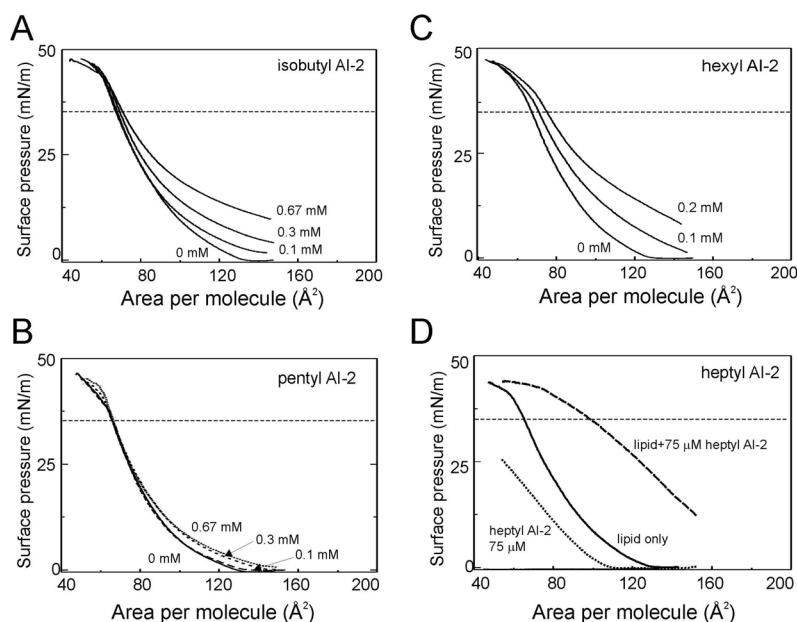 A
isobutyl AI-2
Surface pressure (mN/m)
50
25
0
0.67 mM
0.3 mM
0.1 mM
0 mM
40 80 120 160 200
Area per molecule (Å²)
B
pentyl AI-2
Surface pressure (mN/m)
50
25
0
0.67 mM
0.3 mM
0.1 mM
0 mM
40 80 120 160 200
Area per molecule (Å²)
C
hexyl AI-2
Surface pressure (mN/m)
50
25
0
0.2 mM
0.1 mM
0 mM
40 80 120 160 200
Area per molecule (Å²)
D
heptyl AI-2
Surface pressure (mN/m)
50
25
0
lipid+75 μM heptyl AI-2
heptyl AI-2
75 μM
lipid only
40 80 120 160 200
Area per molecule (Å²)